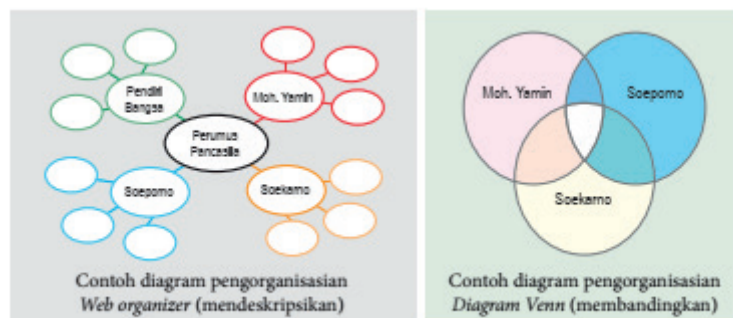 Pendiri
Bangsa
Moh. Yamin
Perumus
Pancasila
Soepomo
Soekarno
Contoh diagram pengorganisasian
Web organizer (mendeskripsikan)
Moh. Yamin
Soepomo
Soekarno
Contoh diagram pengorganisasian
Diagram Venn (membandingkan)